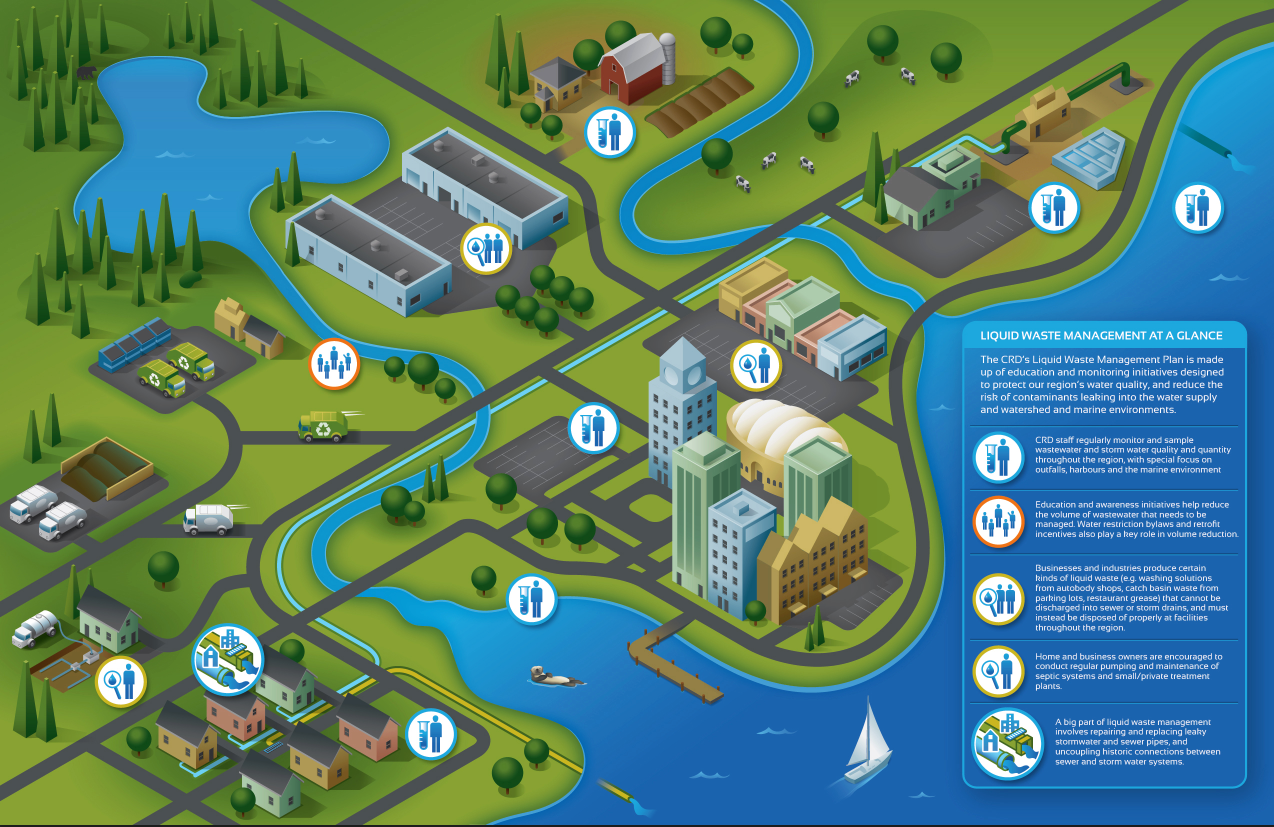 LIQUID WASTE MANAGEMENT AT A GLANCE
The CRD's Liquid Waste Management Plan is made
up of education and monitoring initiatives designed
to protect our region's water quality, and reduce the
risk of contaminants leaking into the water supply
and watershed and marine environments.
CRD staff regularly monitor and sample
wastewater and storm water quality and quantity
throughout the region, with special focus on
outfalls, harbours and the marine environment
Education and awareness initiatives help reduce
the volume of wastewater that needs to be
managed. Water restriction bylaws and retrofit
incentives also play a key role in volume reduction.
Businesses and industries produce certain
kinds of liquid waste (e.g. washing solutions
from autobody shops, catch basin waste from
parking lots, restaurant grease) that cannot be
discharged into sewer or storm drains, and must
instead be disposed of properly at facilities
throughout the region.
Home and business owners are encouraged to
conduct regular pumping and maintenance of
septic systems and small/private treatment
plants.
A big part of liquid waste management
involves repairing and replacing leaky
stormwater and sewer pipes, and
uncoupling historic connections between
sewer and storm water systems.